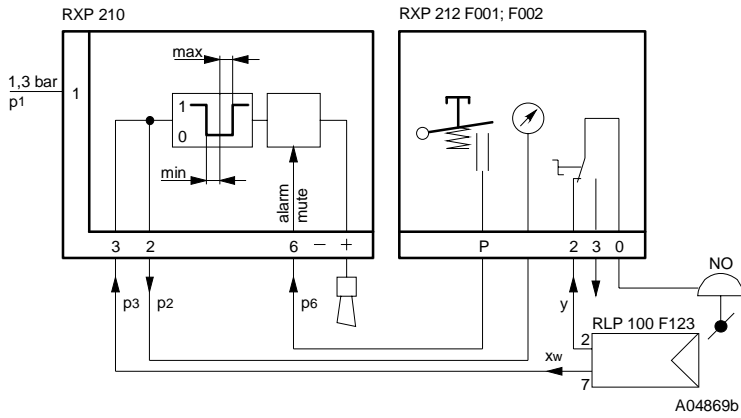 RXP 210
RXP 212 F001; F002
1,3 bar
p1
1
max
1
0
min
alarm
mute
3 2 6 – +
P 2 3 0
NO
p3 p2 p6
y
RLP 100 F123
2
xw
7
A04869b